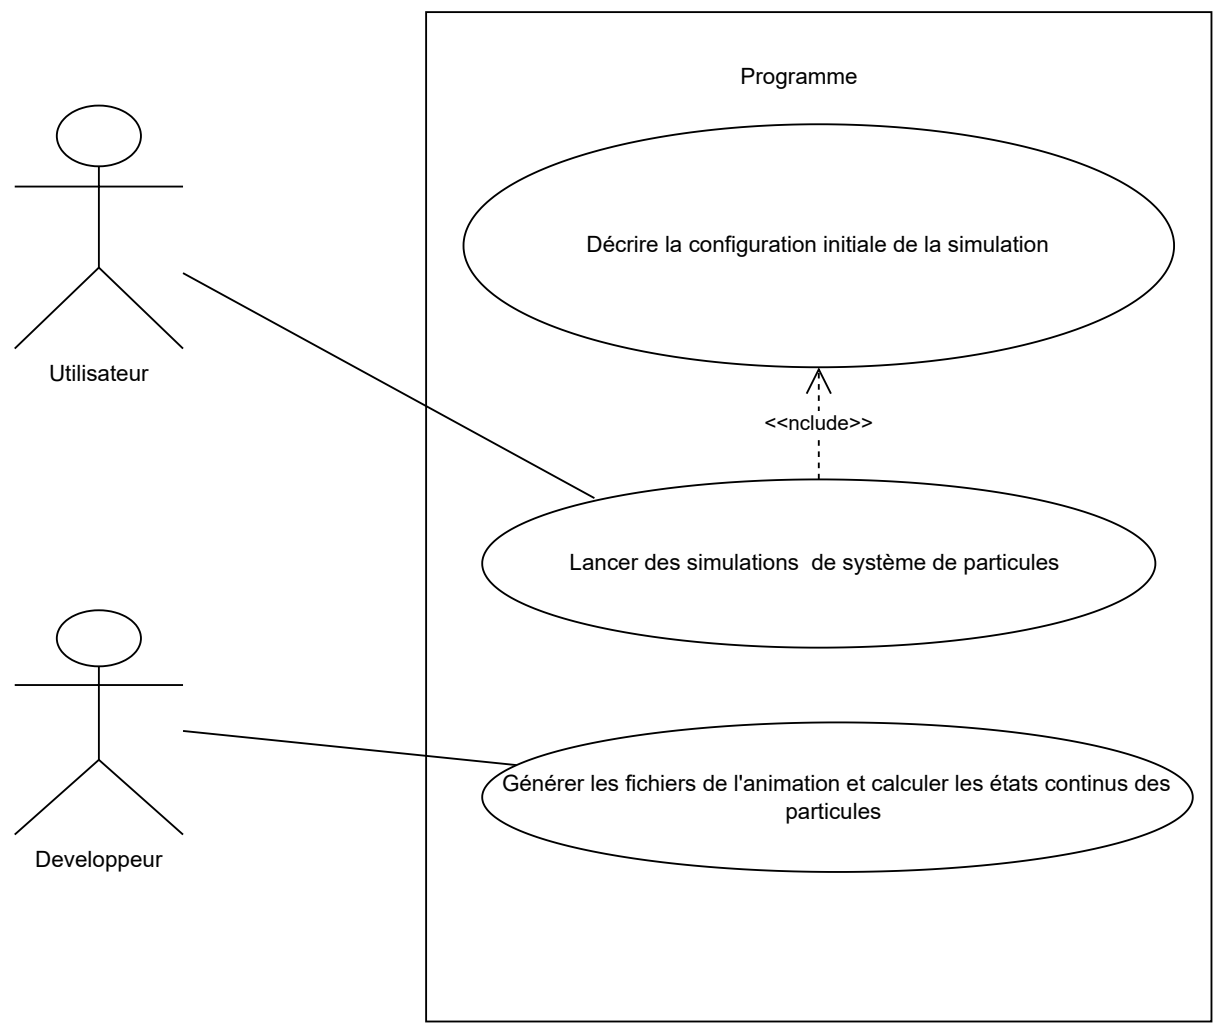 Programme
Décrire la configuration initiale de la simulation
Utilisateur
<<nclude>>
Lancer des simulations  de système de particules
Générer les fichiers de l'animation et calculer les états continus des
particules
Developpeur